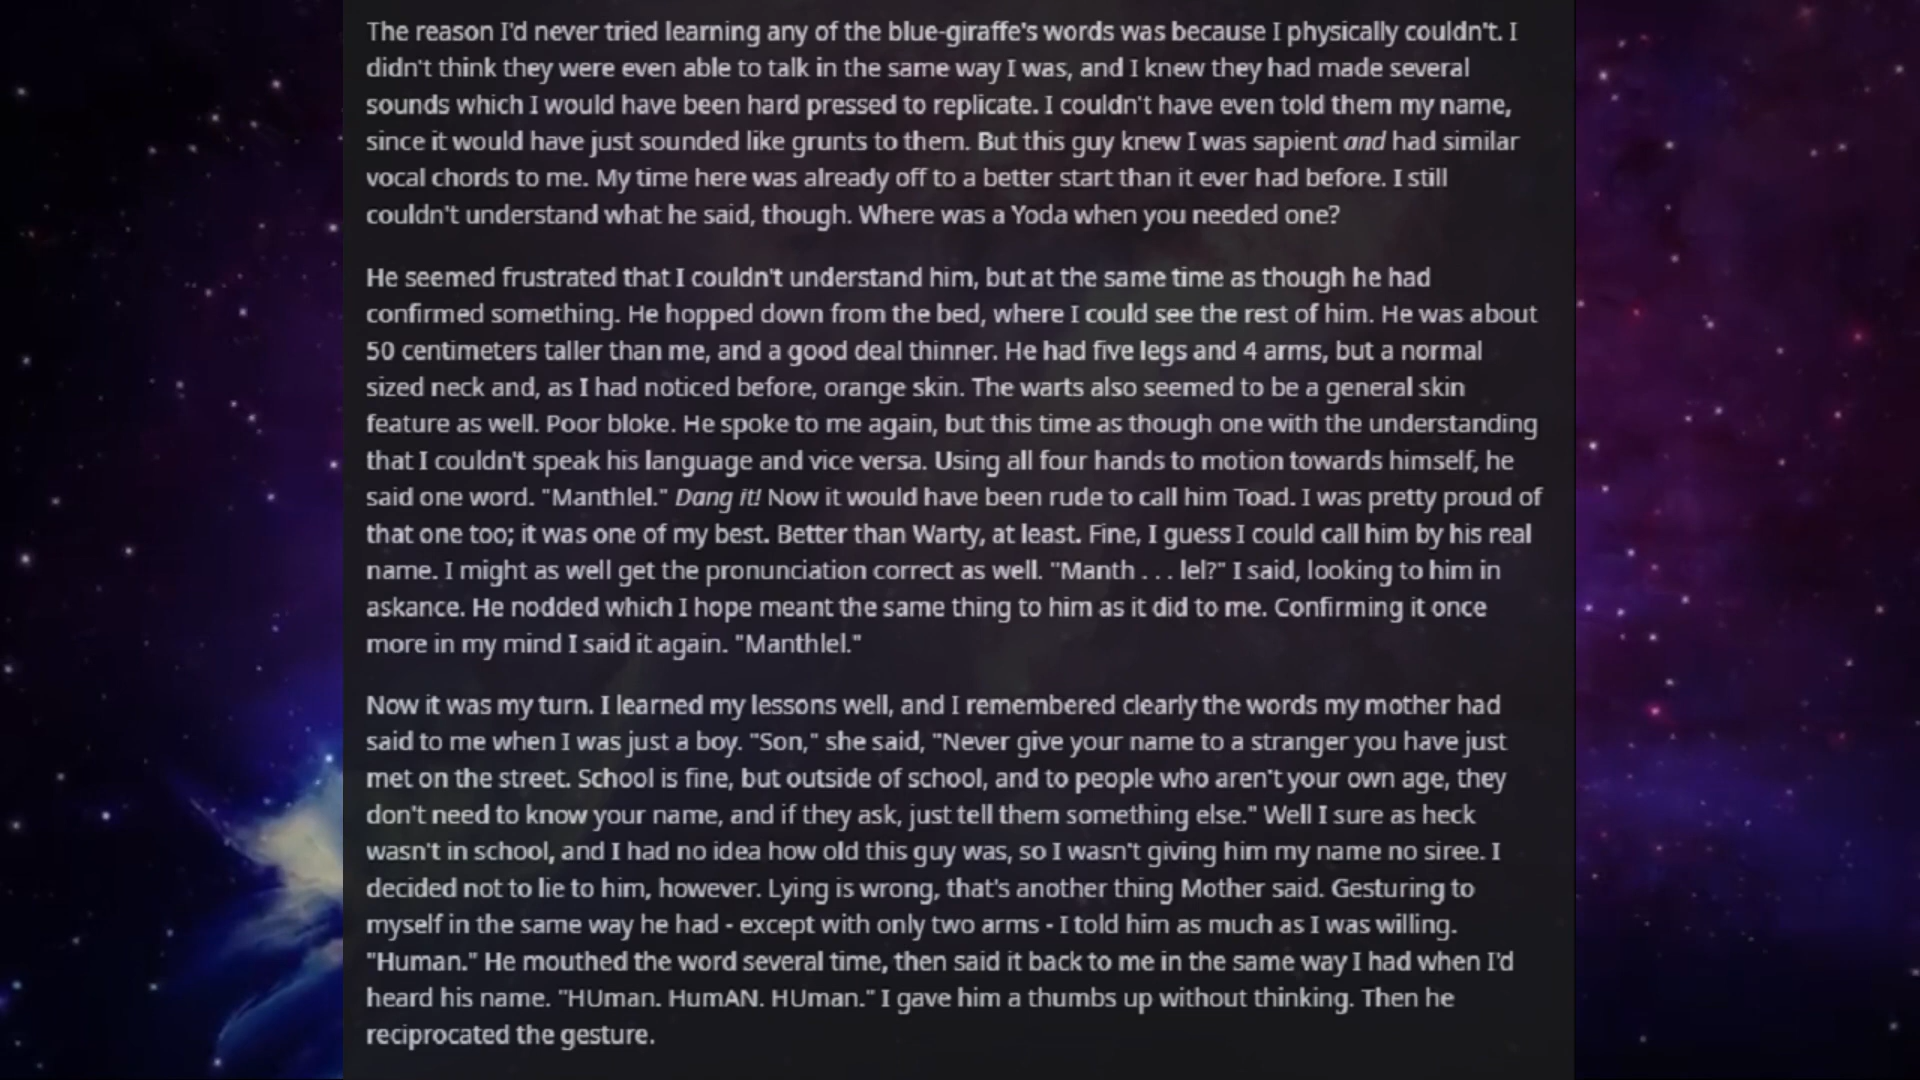 The reason I'd never tried learning any of the blue-giraffe's words was because I physically couldn't. I
didn't think they were even able to talk in the same way I was, and I knew they had made several
sounds which I would have been hard pressed to replicate. I couldn't have even told them my name,
since it would have just sounded like grunts to them. But this guy knew I was sapient and had similar
vocal chords to me. My time here was already off to a better start than it ever had before. I still
couldn't understand what he said, though. Where was a Yoda when you needed one?
He seemed frustrated that I couldn't understand him, but at the same time as though he had
confirmed something. He hopped down from the bed, where I could see the rest of him. He was about
50 centimeters taller than me, and a good deal thinner. He had five legs and 4 arms, but a normal
sized neck and, as I had noticed before, orange skin. The warts also seemed to be a general skin
feature as well. Poor bloke. He spoke to me again, but this time as though one with the understanding
that I couldn't speak his language and vice versa. Using all four hands to motion towards himself, he
said one word. "Manthlel." Dang it! Now it would have been rude to call him Toad. I was pretty proud of
that one too; it was one of my best. Better than Warty, at least. Fine, I guess I could call him by his real
name. I might as well get the pronunciation correct as well. "Manth . . . lel?" I said, looking to him in
askance. He nodded which I hope meant the same thing to him as it did to me. Confirming it once
more in my mind I said it again. "Manthlel."
Now it was my turn. I learned my lessons well, and I remembered clearly the words my mother had
said to me when I was just a boy. "Son," she said, "Never give your name to a stranger you have just
met on the street. School is fine, but outside of school, and to people who aren't your own age, they
don't need to know your name, and if they ask, just tell them something else." Well I sure as heck
wasn't in school, and I had no idea how old this guy was, so I wasn't giving him my name no siree. I
decided not to lie to him, however. Lying is wrong, that's another thing Mother said. Gesturing to
myself in the same way he had - except with only two arms - I told him as much as I was willing.
"Human." He mouthed the word several time, then said it back to me in the same way I had when I'd
heard his name. "HUman. HumAN. HUman." I gave him a thumbs up without thinking. Then he
reciprocated the gesture.